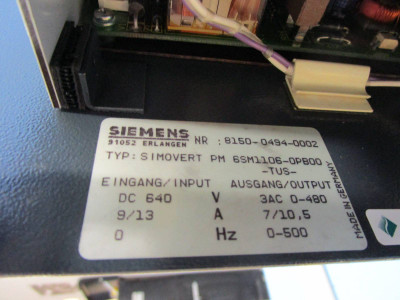 SIEMENS
91052 ERLANGEN
NR : 8150-0494-0002
TYP: SIMOVERT PM 6SM1106-0PB00
-TUS-
EINGANG/INPUT AUSGANG/OUTPUT
DC 640 V 3AC 0-480
9/13 A 7/10,5
0 Hz 0-500
MADE IN GERMANY